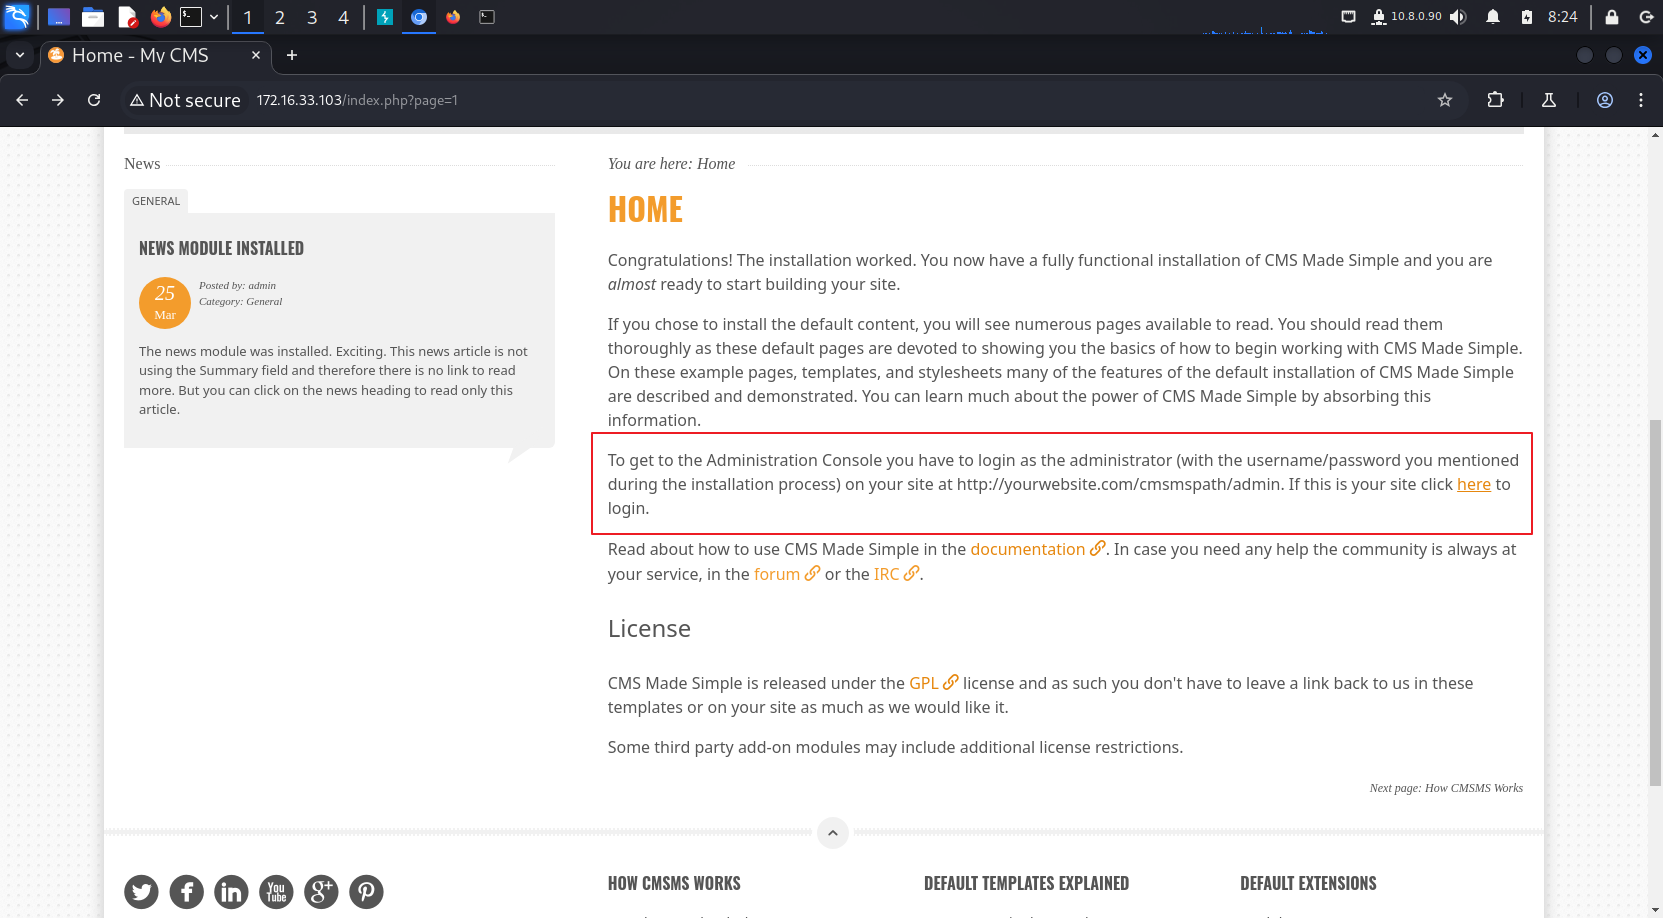 1 2 3 4
10.8.0.90
8:24
Home - My CMS
Not secure 172.16.33.103/index.php?page=1
News
GENERAL
NEWS MODULE INSTALLED
25
Mar
Posted by: admin
Category: General
The news module was installed. Exciting. This news article is not
using the Summary field and therefore there is no link to read
more. But you can click on the news heading to read only this
article.
You are here: Home
HOME
Congratulations! The installation worked. You now have a fully functional installation of CMS Made Simple and you are
almost ready to start building your site.
If you chose to install the default content, you will see numerous pages available to read. You should read them
thoroughly as these default pages are devoted to showing you the basics of how to begin working with CMS Made Simple.
On these example pages, templates, and stylesheets many of the features of the default installation of CMS Made Simple
are described and demonstrated. You can learn much about the power of CMS Made Simple by absorbing this
information.
To get to the Administration Console you have to login as the administrator (with the username/password you mentioned
during the installation process) on your site at http://yourwebsite.com/cmsmspath/admin. If this is your site click here to
login.
Read about how to use CMS Made Simple in the documentation. In case you need any help the community is always at
your service, in the forum or the IRC.
License
CMS Made Simple is released under the GPL license and as such you don't have to leave a link back to us in these
templates or on your site as much as we would like it.
Some third party add-on modules may include additional license restrictions.
Next page: How CMSMS Works
You
Tube
HOW CMSMS WORKS
DEFAULT TEMPLATES EXPLAINED
DEFAULT EXTENSIONS